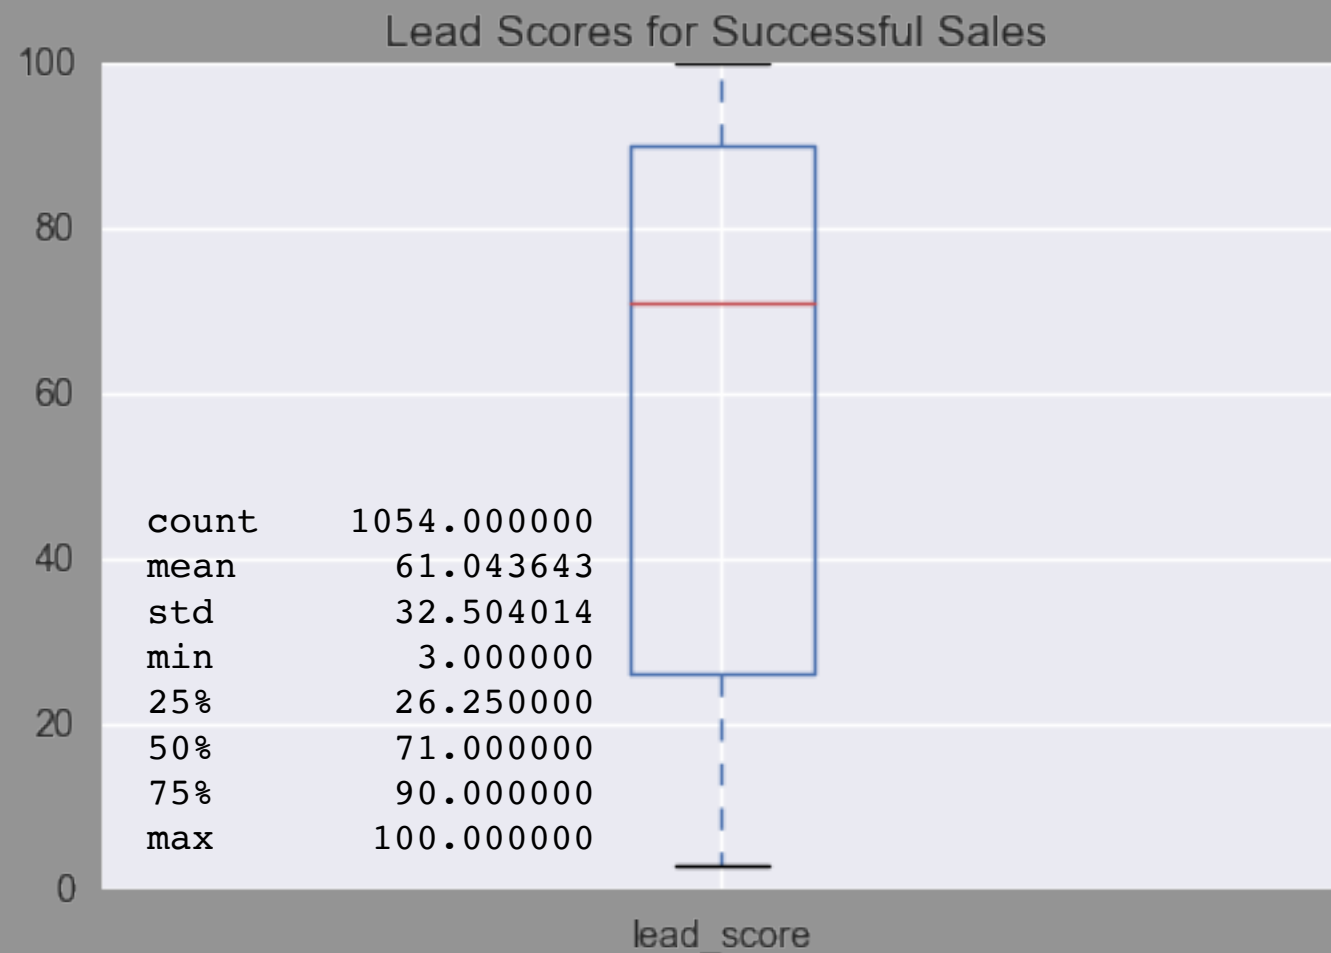 Lead Scores for Successful Sales
100
80
60
40
20
0
count 1054.000000
mean 61.043643
std 32.504014
min 3.000000
25% 26.250000
50% 71.000000
75% 90.000000
max 100.000000
lead_score